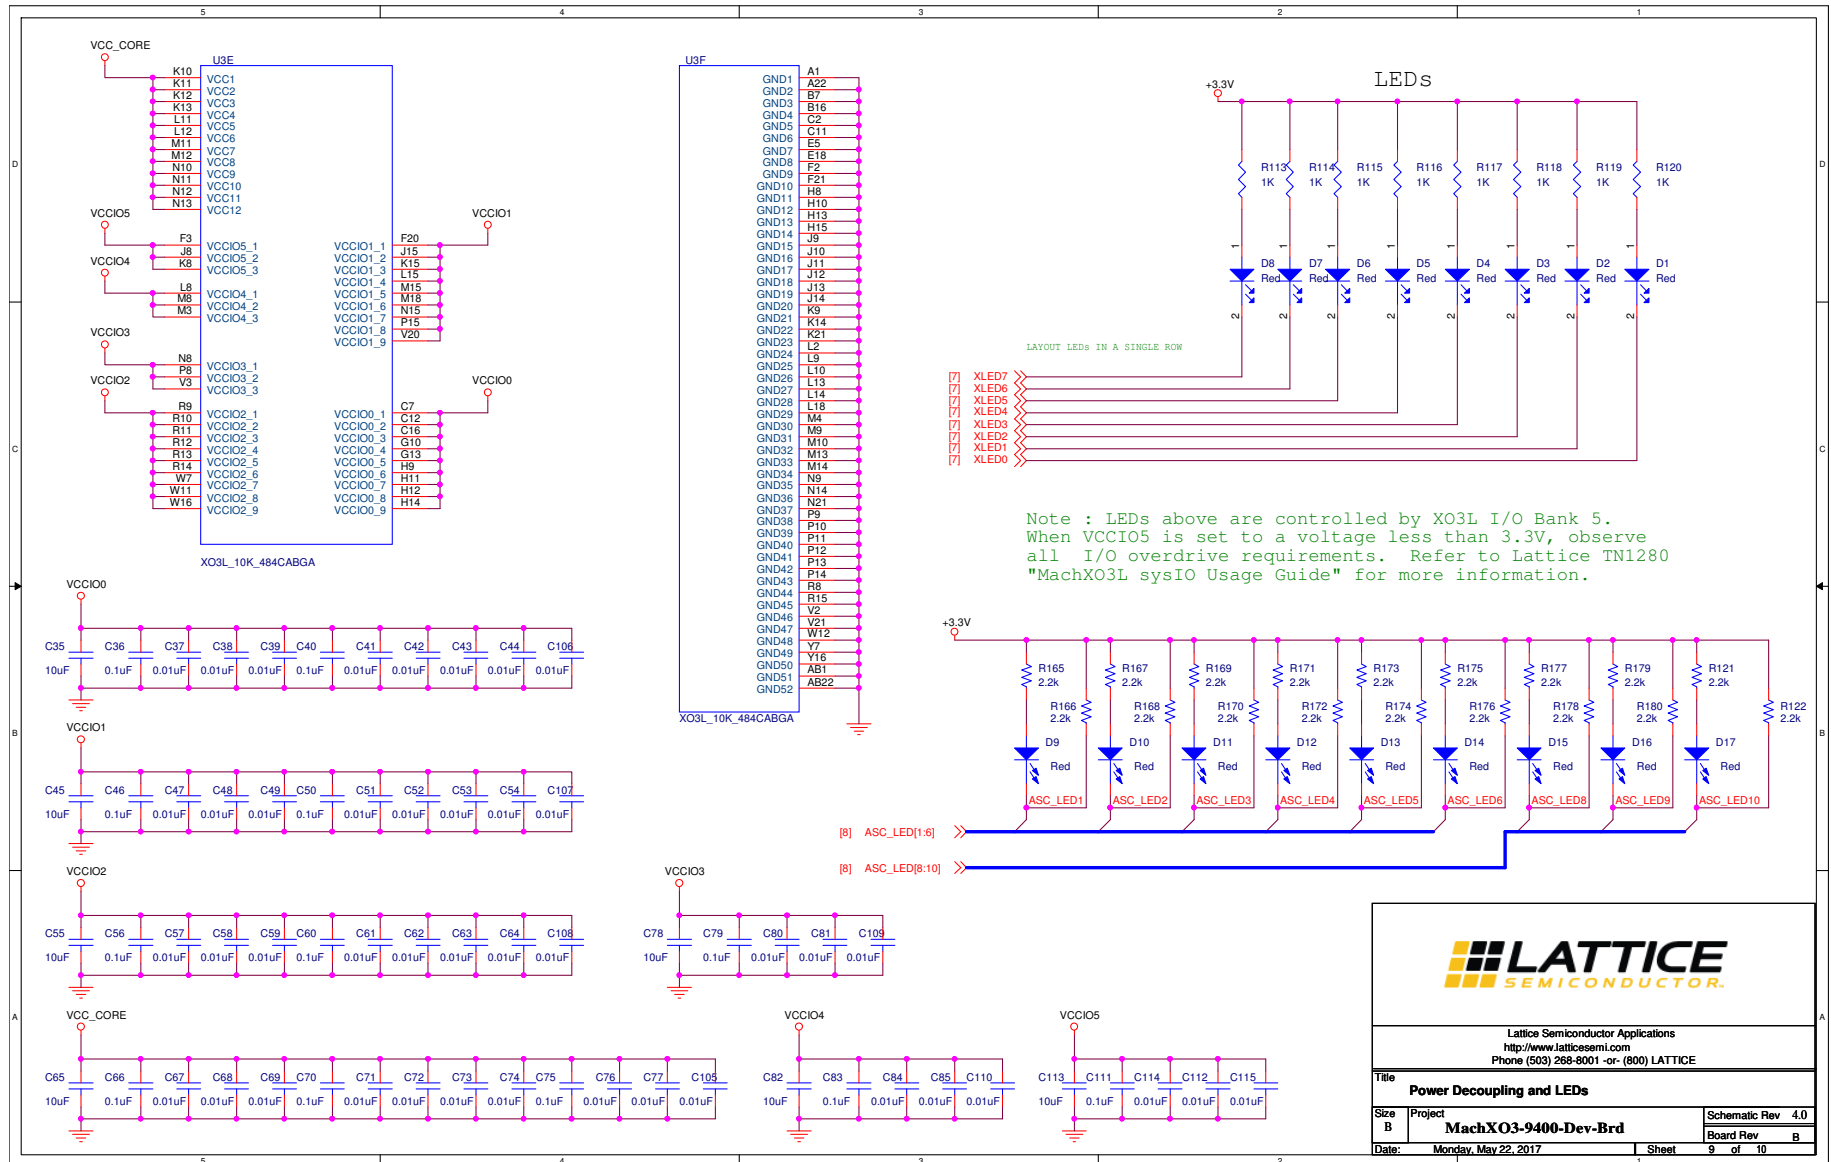 5 4 3 2 1
D
C
B
A
VCC_CORE
U3E
K10 VCC1
K11 VCC2
K12 VCC3
K13 VCC4
L11 VCC5
L12 VCC6
M11 VCC7
M12 VCC8
N10 VCC9
N11 VCC10
N12 VCC11
N13 VCC12
VCCIO5
F3 VCCIO5_1
J8 VCCIO5_2
K8 VCCIO5_3
VCCIO4
L8 VCCIO4_1
M8 VCCIO4_2
M3 VCCIO4_3
VCCIO3
N8 VCCIO3_1
P8 VCCIO3_2
V3 VCCIO3_3
VCCIO2
R9 VCCIO2_1
R10 VCCIO2_2
R11 VCCIO2_3
R12 VCCIO2_4
R13 VCCIO2_5
R14 VCCIO2_6
W7 VCCIO2_7
W11 VCCIO2_8
W16 VCCIO2_9
VCCIO1
VCCIO1_1 F20
VCCIO1_2 J15
VCCIO1_3 K15
VCCIO1_4 L15
VCCIO1_5 M15
VCCIO1_6 M18
VCCIO1_7 N15
VCCIO1_8 P15
VCCIO1_9 V20
VCCIO0
VCCIO0_1 C7
VCCIO0_2 C12
VCCIO0_3 C16
VCCIO0_4 G10
VCCIO0_5 G13
VCCIO0_6 H9
VCCIO0_7 H11
VCCIO0_8 H12
VCCIO0_9 H14
XO3L_10K_484CABGA
U3F
GND1 A1
GND2 A22
GND3 B7
GND4 B16
GND5 C2
GND6 C11
GND7 E5
GND8 E18
GND9 F2
GND10 F21
GND11 H8
GND12 H10
GND13 H13
GND14 H15
GND15 J9
GND16 J10
GND17 J11
GND18 J12
GND19 J13
GND20 J14
GND21 K9
GND22 K14
GND23 K21
GND24 L2
GND25 L9
GND26 L10
GND27 L13
GND28 L14
GND29 L18
GND30 M4
GND31 M9
GND32 M10
GND33 M13
GND34 M14
GND35 N9
GND36 N14
GND37 N21
GND38 P9
GND39 P10
GND40 P11
GND41 P12
GND42 P13
GND43 P14
GND44 R8
GND45 R15
GND46 V2
GND47 V21
GND48 W12
GND49 Y7
GND50 Y16
GND51 AB1
GND52 AB22
XO3L_10K_484CABGA
LEDs
+3.3V
R113 R114 R115 R116 R117 R118 R119 R120
1K 1K 1K 1K 1K 1K 1K 1K
1 1 1 1 1 1 1 1
D8 D7 D6 D5 D4 D3 D2 D1
Red Red Red Red Red Red Red Red
2 2 2 2 2 2 2 2
LAYOUT LEDs IN A SINGLE ROW
[7] XLED7
[7] XLED6
[7] XLED5
[7] XLED4
[7] XLED3
[7] XLED2
[7] XLED1
[7] XLED0
Note : LEDs above are controlled by XO3L I/O Bank 5.
When VCCIO5 is set to a voltage less than 3.3V, observe
all I/O overdrive requirements. Refer to Lattice TN1280
"MachXO3L sysIO Usage Guide" for more information.
+3.3V
R165 R167 R169 R171 R173 R175 R177 R179 R121
2.2k 2.2k 2.2k 2.2k 2.2k 2.2k 2.2k 2.2k 2.2k
R166 R168 R170 R172 R174 R176 R178 R180 R122
2.2k 2.2k 2.2k 2.2k 2.2k 2.2k 2.2k 2.2k 2.2k
D9 D10 D11 D12 D13 D14 D15 D16 D17
Red Red Red Red Red Red Red Red Red
ASC_LED1 ASC_LED2 ASC_LED3 ASC_LED4 ASC_LED5 ASC_LED6 ASC_LED8 ASC_LED9 ASC_LED10
[8] ASC_LED[1:6]
[8] ASC_LED[8:10]
VCCIO0
C35 C36 C37 C38 C39 C40 C41 C42 C43 C44 C106
10uF 0.1uF 0.01uF 0.01uF 0.01uF 0.1uF 0.01uF 0.01uF 0.01uF 0.01uF 0.01uF
VCCIO1
C45 C46 C47 C48 C49 C50 C51 C52 C53 C54 C107
10uF 0.1uF 0.01uF 0.01uF 0.01uF 0.1uF 0.01uF 0.01uF 0.01uF 0.01uF 0.01uF
VCCIO2
C55 C56 C57 C58 C59 C60 C61 C62 C63 C64 C108
10uF 0.1uF 0.01uF 0.01uF 0.01uF 0.1uF 0.01uF 0.01uF 0.01uF 0.01uF 0.01uF
VCCIO3
C78 C79 C80 C81 C109
10uF 0.1uF 0.01uF 0.01uF 0.01uF
VCC_CORE
C65 C66 C67 C68 C69 C70 C71 C72 C73 C74 C75 C76 C77 C105
10uF 0.1uF 0.01uF 0.01uF 0.01uF 0.1uF 0.01uF 0.01uF 0.01uF 0.01uF 0.1uF 0.01uF 0.01uF 0.01uF
VCCIO4
C82 C83 C84 C85 C110
10uF 0.1uF 0.01uF 0.01uF 0.01uF
VCCIO5
C113 C111 C114 C112 C115
10uF 0.1uF 0.01uF 0.01uF 0.01uF
LATTICE
SEMICONDUCTOR.
Lattice Semiconductor Applications
http://www.latticesemi.com
Phone (503) 268-8001 -or- (800) LATTICE
Title
Power Decoupling and LEDs
Size Project Schematic Rev 4.0
B MachXO3-9400-Dev-Brd
Board Rev B
Date: Monday, May 22, 2017 Sheet 9 of 10
D
C
B
A
5 4 3 2 1